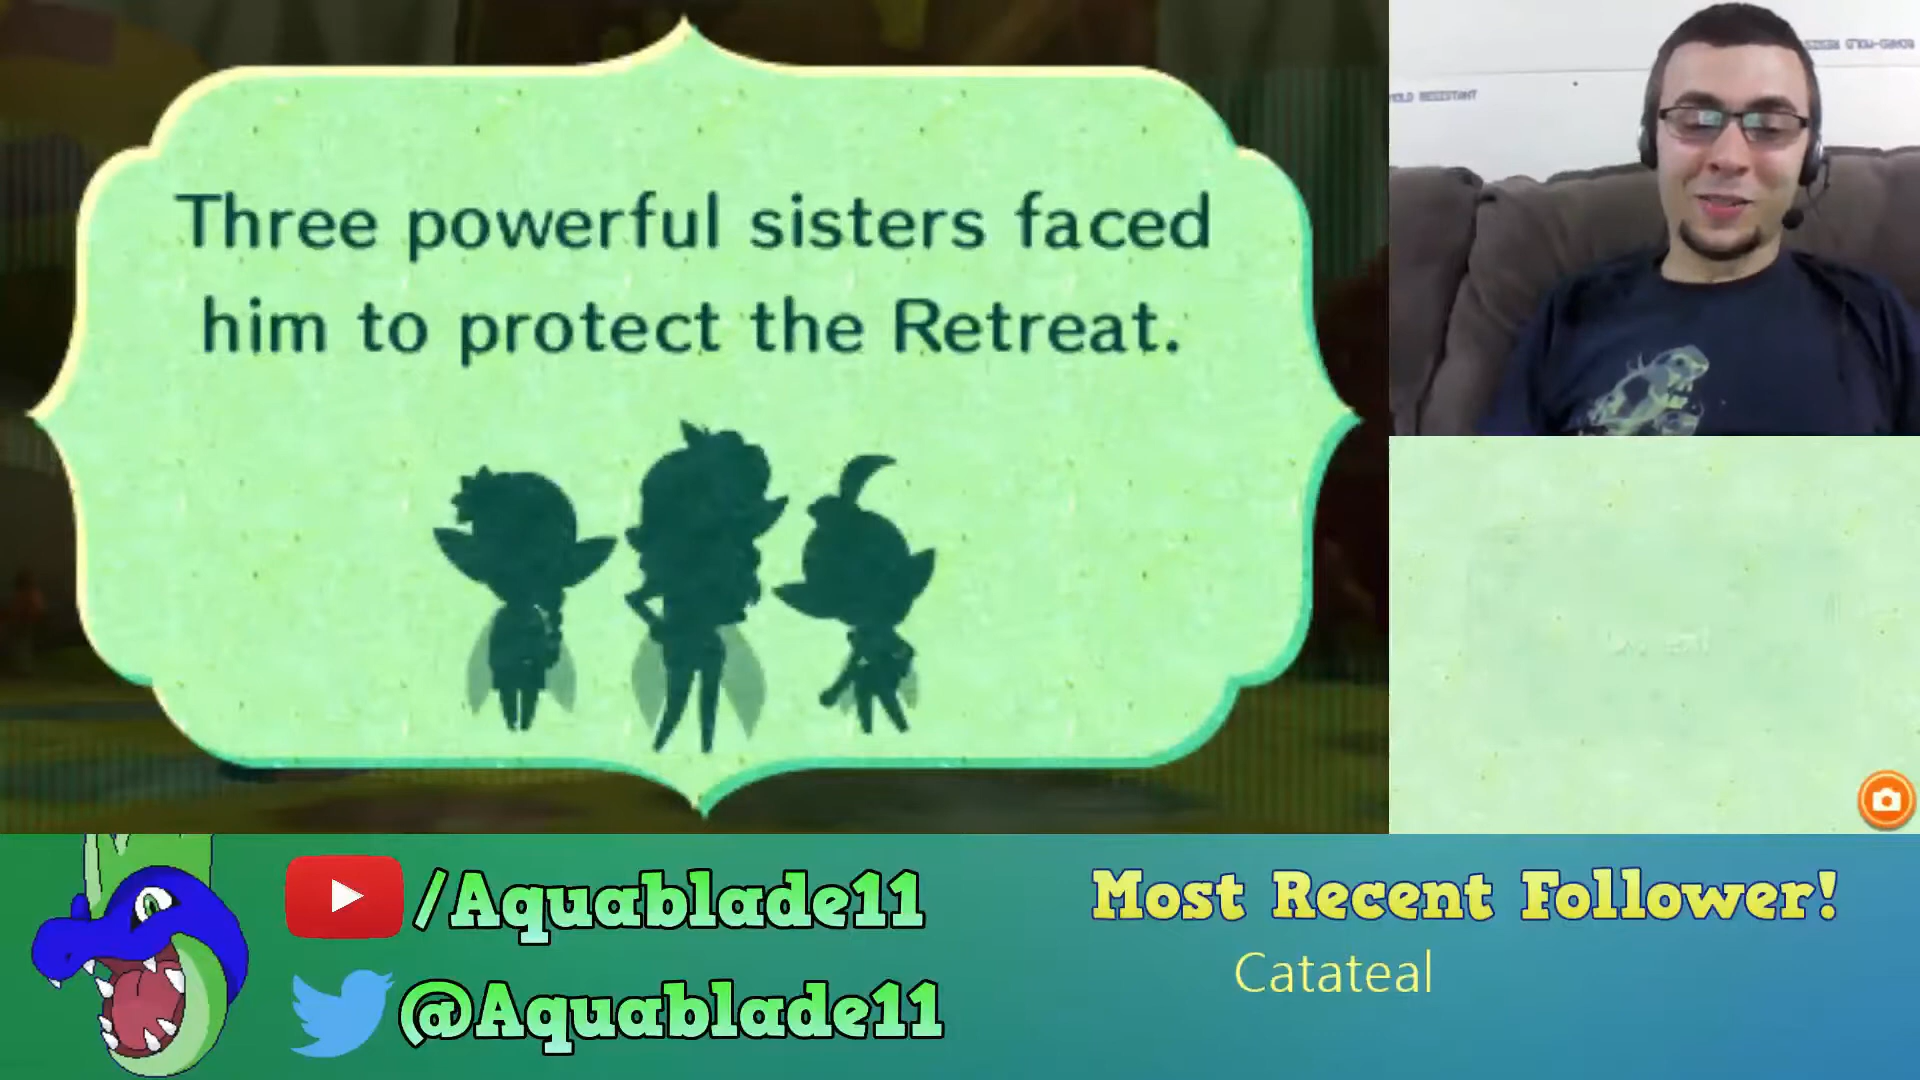 Three powerful sisters faced
him to protect the Retreat.
/Aquablade11
@Aquablade11
Most Recent Follower!
Catateal